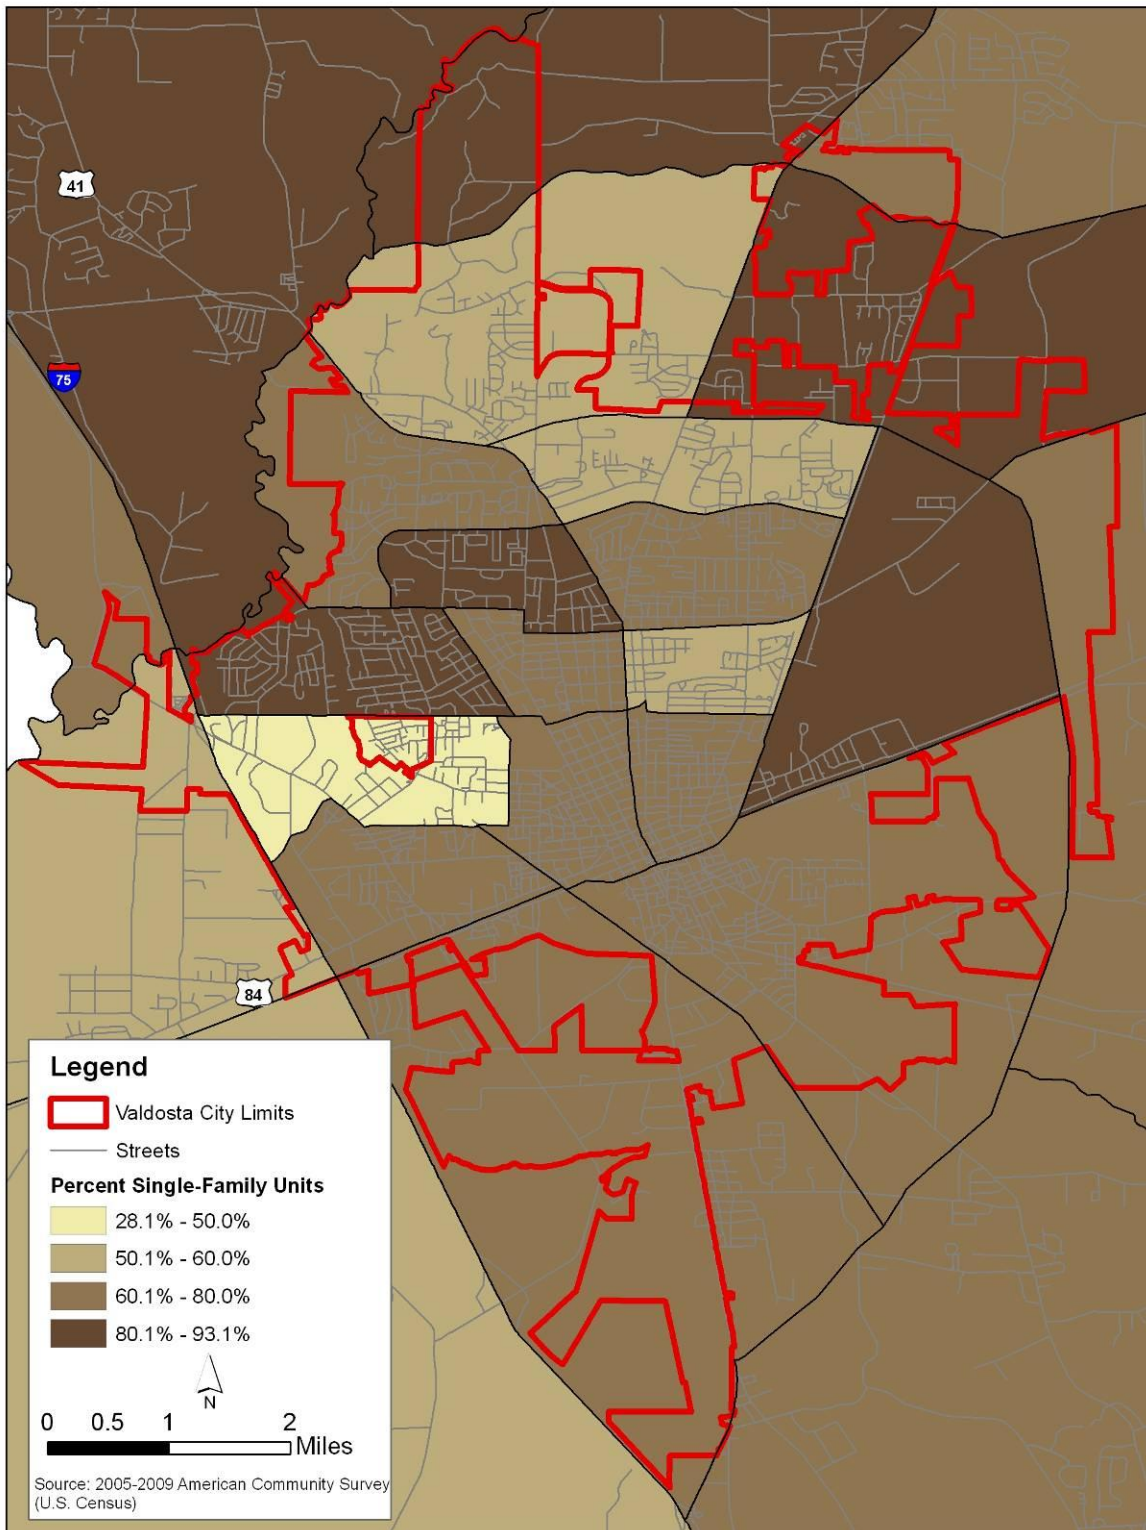 41
75
84
Legend
Valdosta City Limits
Streets
Percent Single-Family Units
28.1% - 50.0%
50.1% - 60.0%
60.1% - 80.0%
80.1% - 93.1%
N
0 0.5 1 2
Miles
Source: 2005-2009 American Community Survey
(U.S. Census)